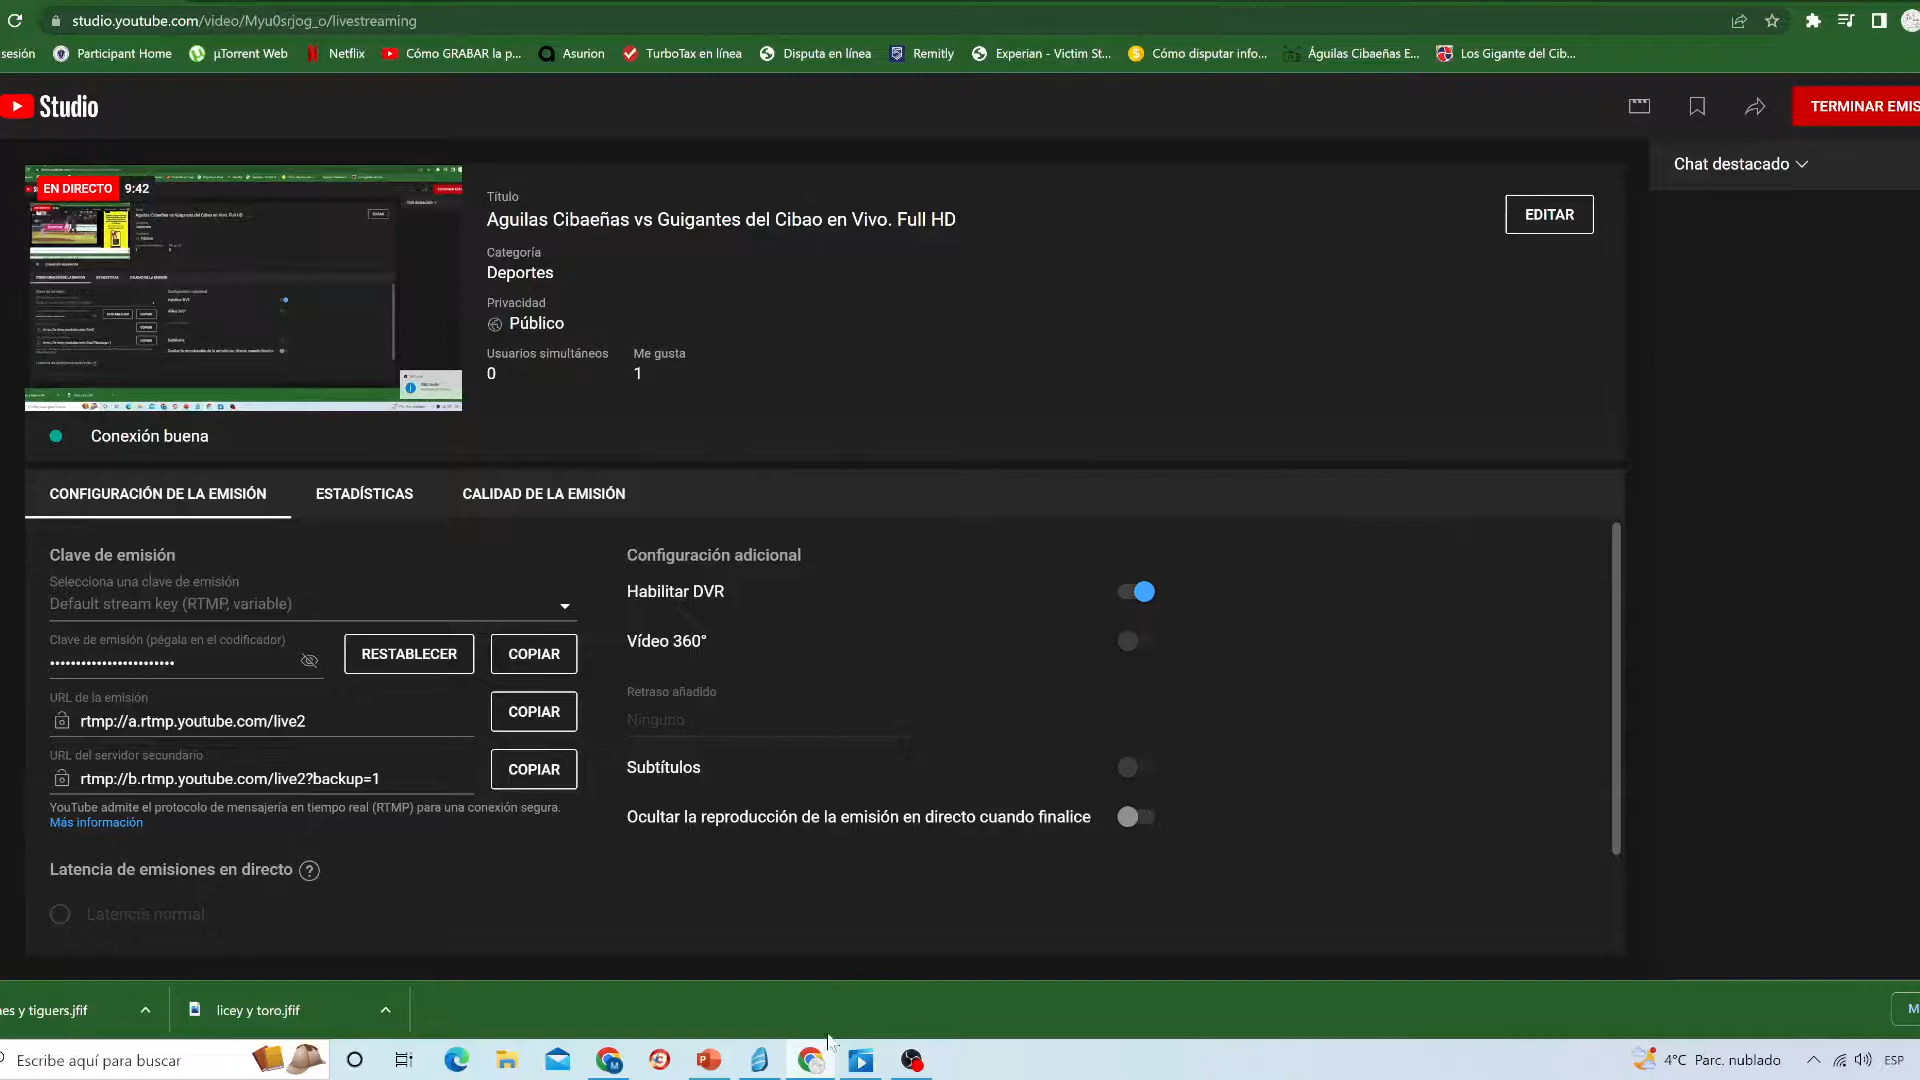 studio.youtube.com/video/Myu0srjog_o/livestreaming
sesión Participant Home µTorrent Web Netflix Cómo GRABAR la p... Asurion TurboTax en línea Disputa en línea Remitly Experian - Victim St... Cómo disputar info... Águilas Cibaeñas E... Los Gigante del Cib...
Studio
TERMINAR EMIS
Chat destacado
EN DIRECTO 9:42
Título
Aguilas Cibaeñas vs Guigantes del Cibao en Vivo. Full HD
EDITAR
Categoría
Deportes
Privacidad
Público
Usuarios simultáneos Me gusta
0 1
Conexión buena
CONFIGURACIÓN DE LA EMISIÓN ESTADÍSTICAS CALIDAD DE LA EMISIÓN
Clave de emisión
Selecciona una clave de emisión
Default stream key (RTMP, variable)
Clave de emisión (pégala en el codificador)
••••••••••••••••••••••••
RESTABLECER COPIAR
URL de la emisión
rtmp://a.rtmp.youtube.com/live2
COPIAR
URL del servidor secundario
rtmp://b.rtmp.youtube.com/live2?backup=1
COPIAR
YouTube admite el protocolo de mensajería en tiempo real (RTMP) para una conexión segura.
Más información
Latencia de emisiones en directo ?
Latencia normal
Configuración adicional
Habilitar DVR
Vídeo 360°
Retraso añadido
Ninguno
Subtítulos
Ocultar la reproducción de la emisión en directo cuando finalice
nes y tiguers.jfif licey y toro.jfif M
Escribe aquí para buscar
4°C Parc. nublado ESP